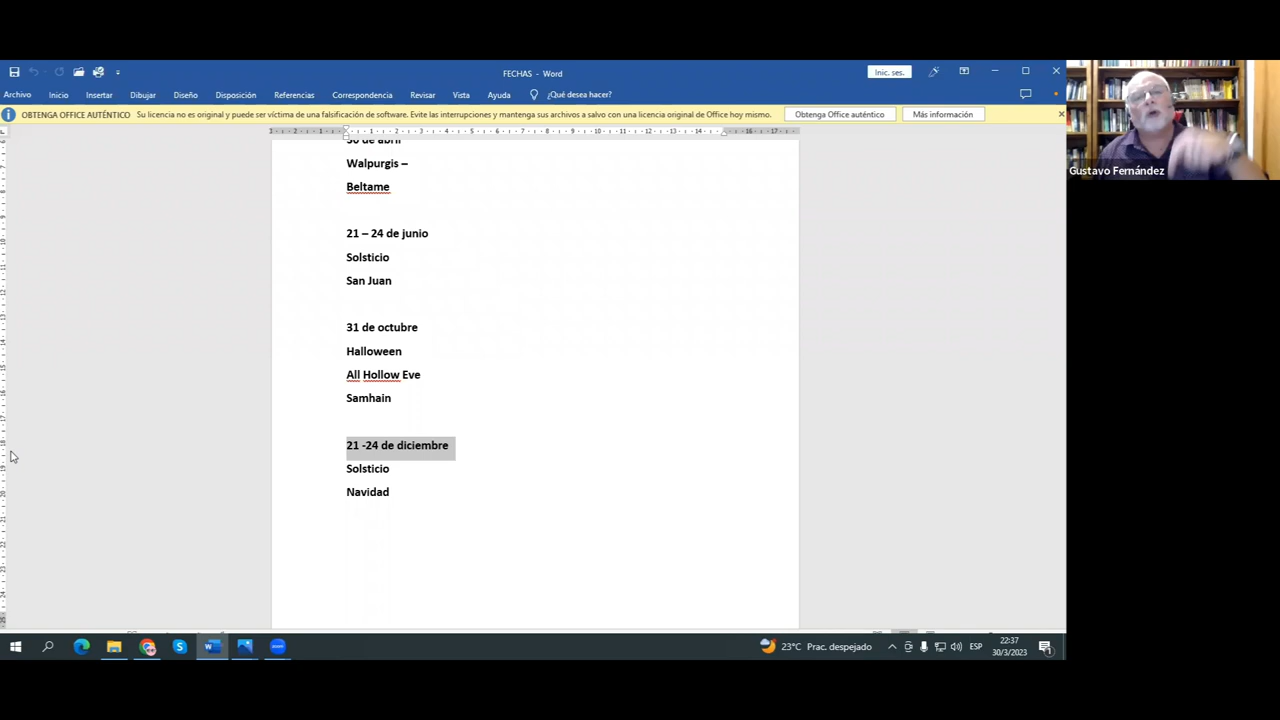 FECHAS - Word
Inic. ses.
Archivo Inicio Insertar Dibujar Diseño Disposición Referencias Correspondencia Revisar Vista Ayuda ¿Qué desea hacer?
OBTENGA OFFICE AUTÉNTICO Su licencia no es original y puede ser víctima de una falsificación de software. Evite las interrupciones y mantenga sus archivos a salvo con una licencia original de Office hoy mismo. Obtenga Office auténtico Más información
30 de abril
Walpurgis –
Beltame
21 – 24 de junio
Solsticio
San Juan
31 de octubre
Halloween
All Hollow Eve
Samhain
21 -24 de diciembre
Solsticio
Navidad
Gustavo Fernández
23°C Prac. despejado
ESP
22:37
30/3/2023